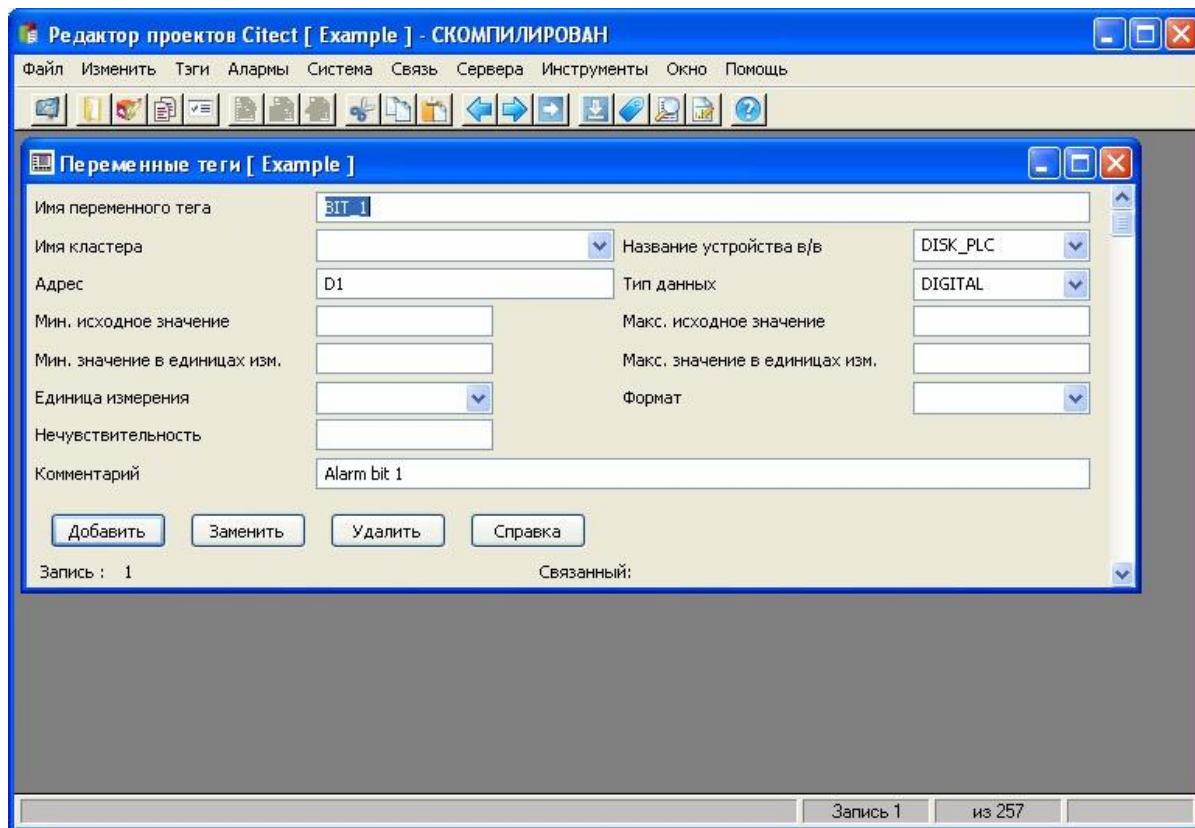 Редактор проектов Citect [ Example ] - СКОМПИЛИРОВАН
Файл Изменить Тэги Алармы Система Связь Сервера Инструменты Окно Помощь
Переменные теги [ Example ]
Имя переменного тега BIT_1
Имя кластера Название устройства в/в DISK_PLC
Адрес D1 Тип данных DIGITAL
Мин. исходное значение Макс. исходное значение
Мин. значение в единицах изм. Макс. значение в единицах изм.
Единица измерения Формат
Нечувствительность
Комментарий Alarm bit 1
Добавить Заменить Удалить Справка
Запись : 1 Связанный:
Запись 1 из 257